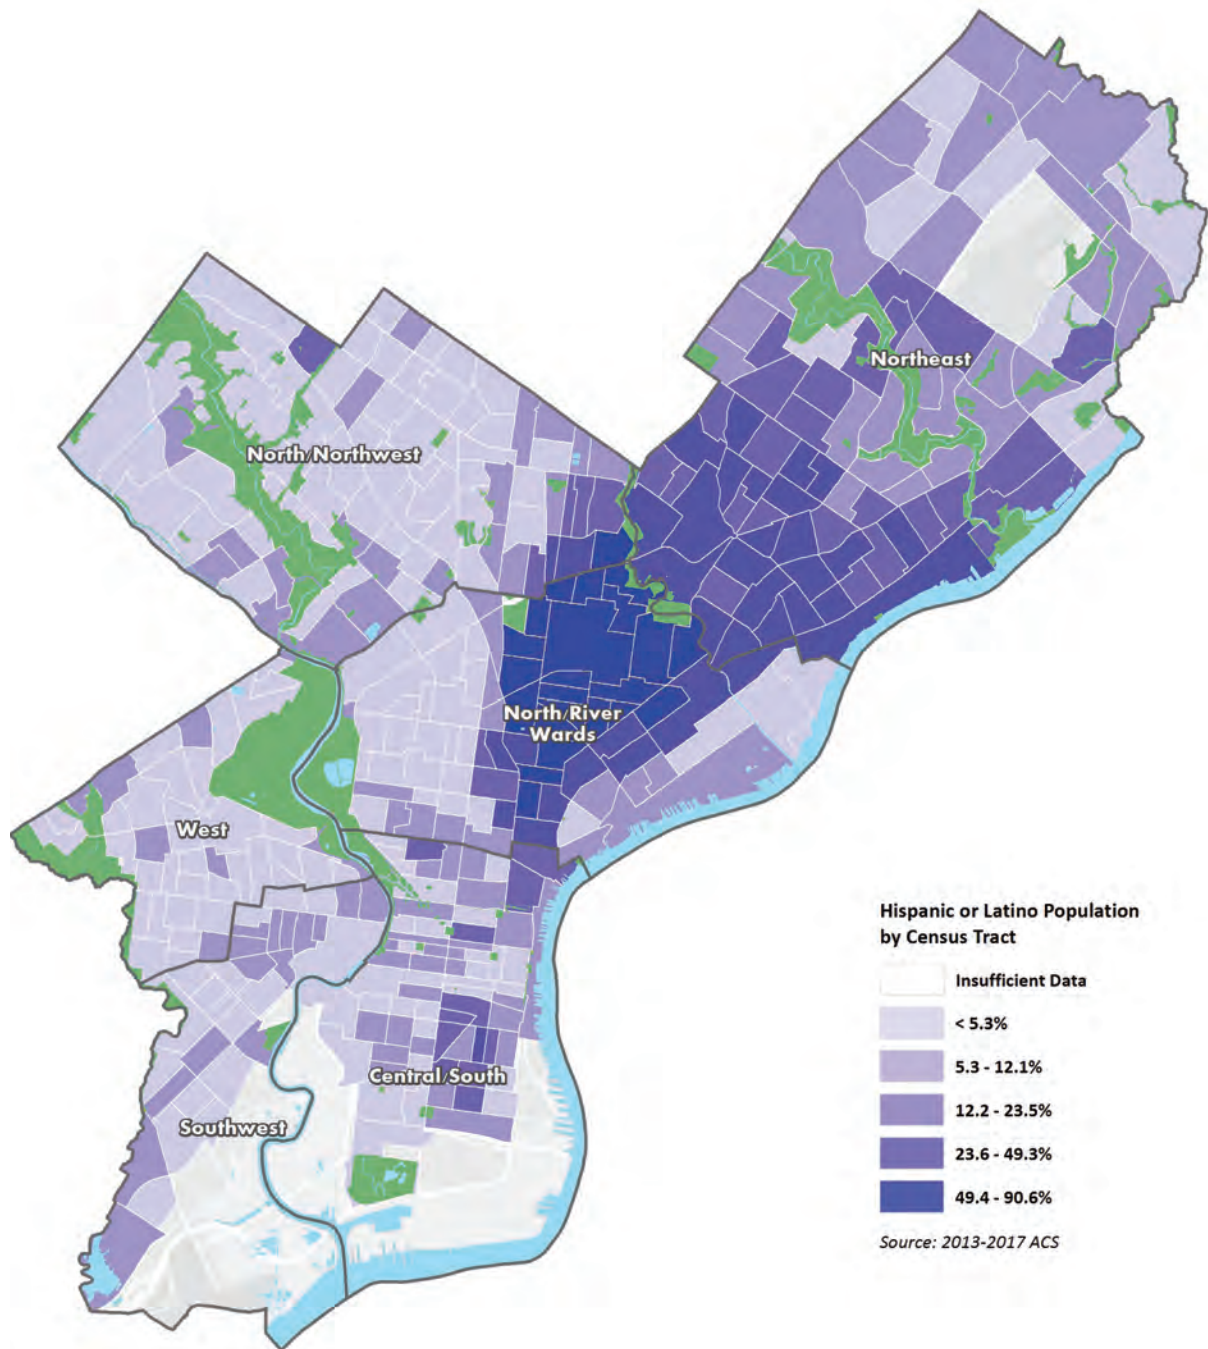 Northeast
North/Northwest
North/River
Wards
West
Central/South
Southwest
Hispanic or Latino Population
by Census Tract
Insufficient Data
< 5.3%
5.3 - 12.1%
12.2 - 23.5%
23.6 - 49.3%
49.4 - 90.6%
Source: 2013-2017 ACS